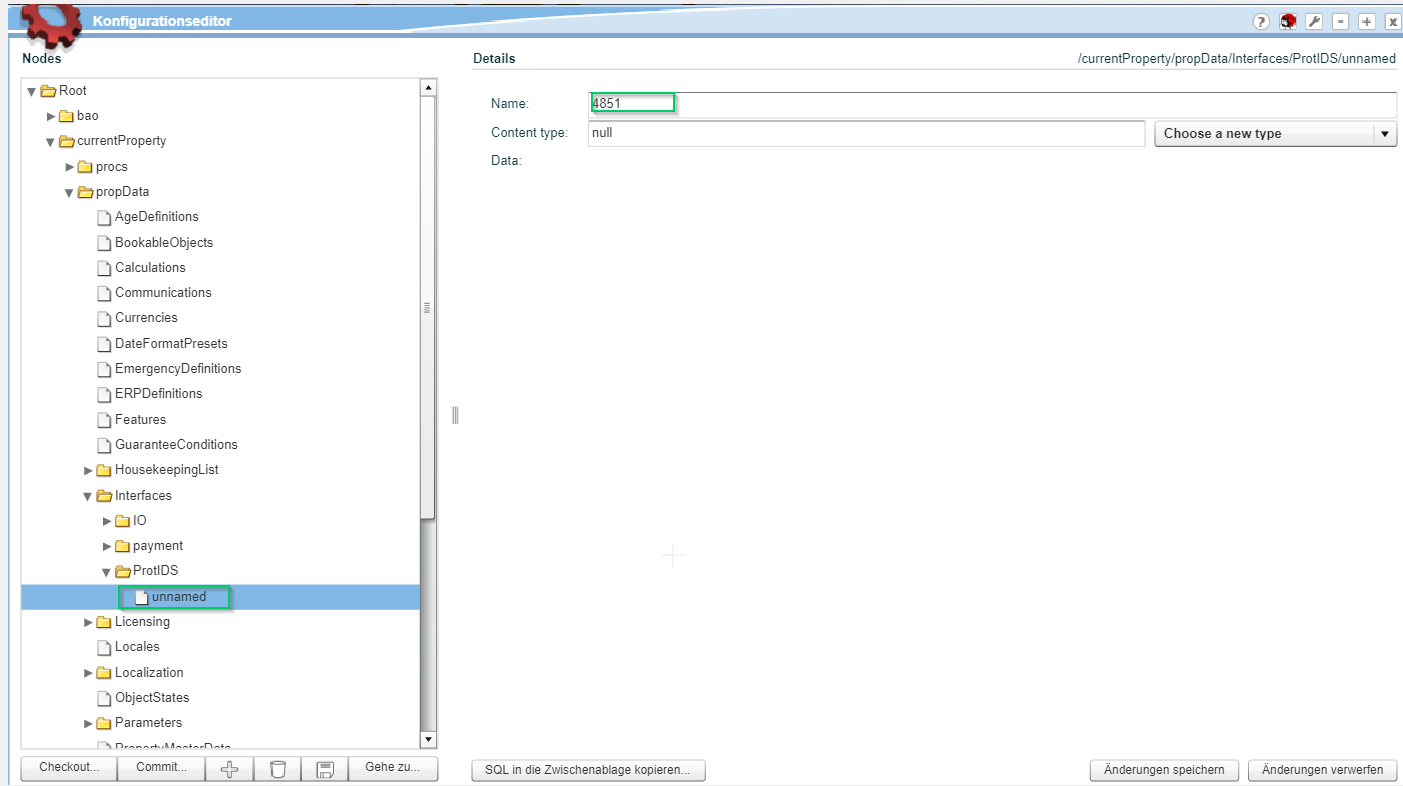 Konfigurationseditor
Nodes
Details
/currentProperty/propData/Interfaces/ProtIDS/unnamed
Root
bao
currentProperty
procs
propData
AgeDefinitions
BookableObjects
Calculations
Communications
Currencies
DateFormatPresets
EmergencyDefinitions
ERPDefinitions
Features
GuaranteeConditions
HousekeepingList
Interfaces
IO
payment
ProtIDS
unnamed
Licensing
Locales
Localization
ObjectStates
Parameters
PropertyMasterData
Checkout...
Commit...
Gehe zu...
Name:
4851
Content type:
null
Choose a new type
Data:
SQL in die Zwischenablage kopieren...
Änderungen speichern
Änderungen verwerfen